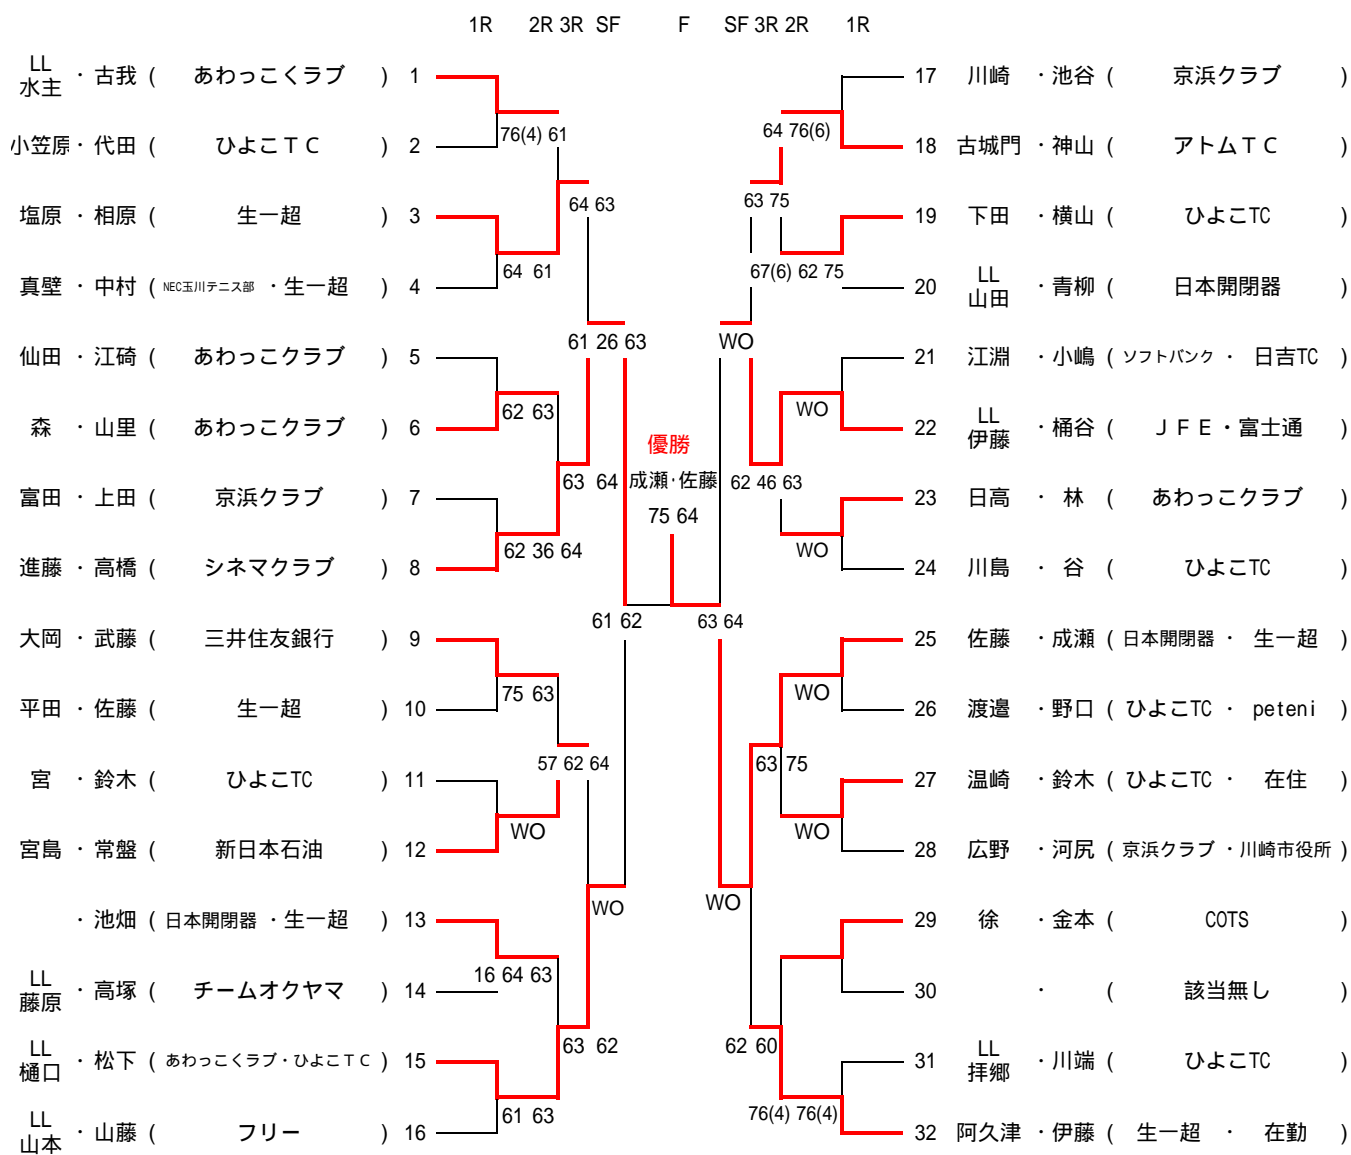 1R 2R 3R SF F SF 3R 2R 1R
LL
水主 ・ 古我 ( あわっこくラブ ) 1
小笠原 ・ 代田 ( ひよこＴＣ ) 2
76(4) 61
塩原 ・ 相原 ( 生一超 ) 3
64 63
真壁 ・ 中村 ( NEC玉川テニス部 ・ 生一超 ) 4
64 61
仙田 ・ 江碕 ( あわっこクラブ ) 5
61 26 63
森 ・ 山里 ( あわっこクラブ ) 6
62 63
富田 ・ 上田 ( 京浜クラブ ) 7
63 64
進藤 ・ 高橋 ( シネマクラブ ) 8
62 36 64
大岡 ・ 武藤 ( 三井住友銀行 ) 9
61 62
平田 ・ 佐藤 ( 生一超 ) 10
75 63
宮 ・ 鈴木 ( ひよこTC ) 11
57 62 64
宮島 ・ 常盤 ( 新日本石油 ) 12
WO
・ 池畑 ( 日本開閉器 ・ 生一超 ) 13
WO
LL
藤原 ・ 高塚 ( チームオクヤマ ) 14
16 64 63
LL
樋口 ・ 松下 ( あわっこくラブ・ひよこＴＣ ) 15
63 62
LL
山本 ・ 山藤 ( フリー ) 16
61 63
優勝
成瀬・佐藤
75 64
17 川崎 ・ 池谷 ( 京浜クラブ )
64 76(6)
18 古城門 ・ 神山 ( アトムＴＣ )
63 75
19 下田 ・ 横山 ( ひよこTC )
67(6) 62 75
LL
20 山田 ・ 青柳 ( 日本開閉器 )
WO
21 江淵 ・ 小嶋 ( ソフトバンク ・ 日吉TC )
WO
LL
22 伊藤 ・ 桶谷 ( ＪＦＥ・富士通 )
62 46 63
23 日高 ・ 林 ( あわっこクラブ )
WO
24 川島 ・ 谷 ( ひよこTC )
63 64
25 佐藤 ・ 成瀬 ( 日本開閉器 ・ 生一超 )
WO
26 渡邉 ・ 野口 ( ひよこTC ・ peteni )
63 75
27 温崎 ・ 鈴木 ( ひよこTC ・ 在住 )
WO
28 広野 ・ 河尻 ( 京浜クラブ ・ 川崎市役所 )
WO
29 徐 ・ 金本 ( COTS )
30 ・ ( 該当無し )
62 60
LL
31 拝郷 ・ 川端 ( ひよこTC )
76(4) 76(4)
32 阿久津 ・ 伊藤 ( 生一超 ・ 在勤 )